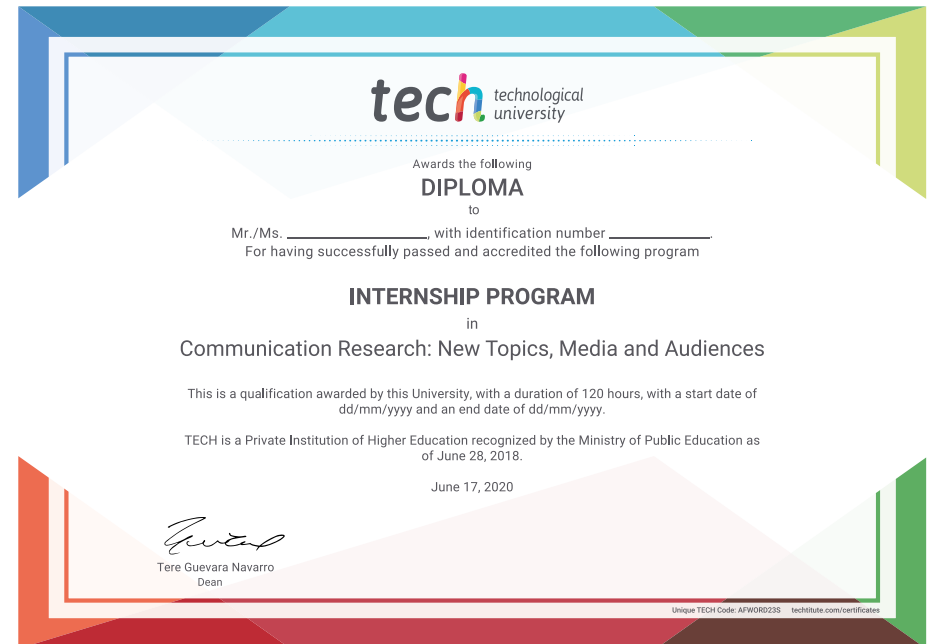 tech technological
university
Awards the following
DIPLOMA
to
Mr./Ms. ____________________, with identification number ______________.
For having successfully passed and accredited the following program
INTERNSHIP PROGRAM
in
Communication Research: New Topics, Media and Audiences
This is a qualification awarded by this University, with a duration of 120 hours, with a start date of
dd/mm/yyyy and an end date of dd/mm/yyyy.
TECH is a Private Institution of Higher Education recognized by the Ministry of Public Education as
of June 28, 2018.
June 17, 2020
Tere Guevara Navarro
Dean
Unique TECH Code: AFWORD23S techtitute.com/certificates